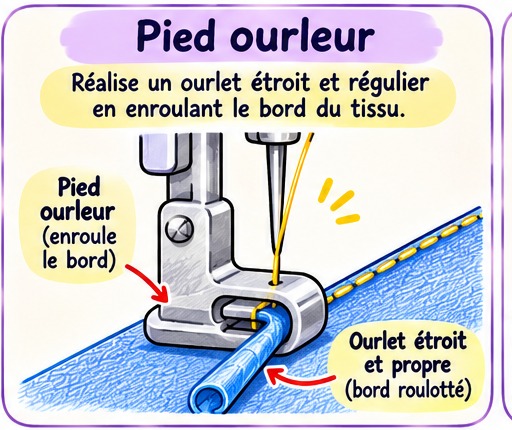 Pied ourleur
Réalise un ourlet étroit et régulier
en enroulant le bord du tissu.
Pied
ourleur
(enroule
le bord)
Ourlet étroit
et propre
(bord roulotté)